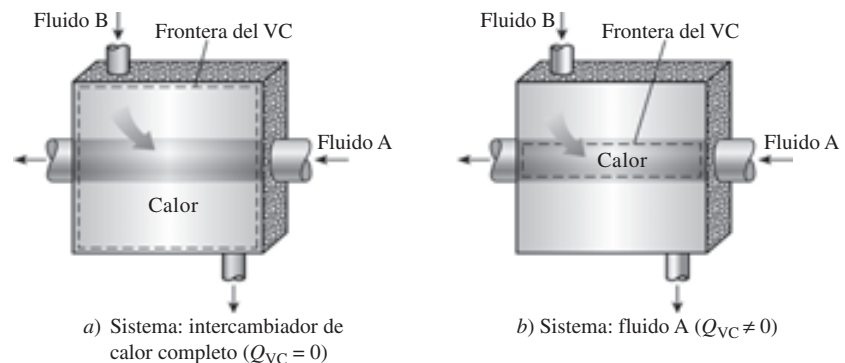 Fluido B
Frontera del VC
Fluido A
Calor
a) Sistema: intercambiador de
calor completo (Q_VC = 0)
Fluido B
Frontera del VC
Fluido A
Calor
b) Sistema: fluido A (Q_VC ≠ 0)